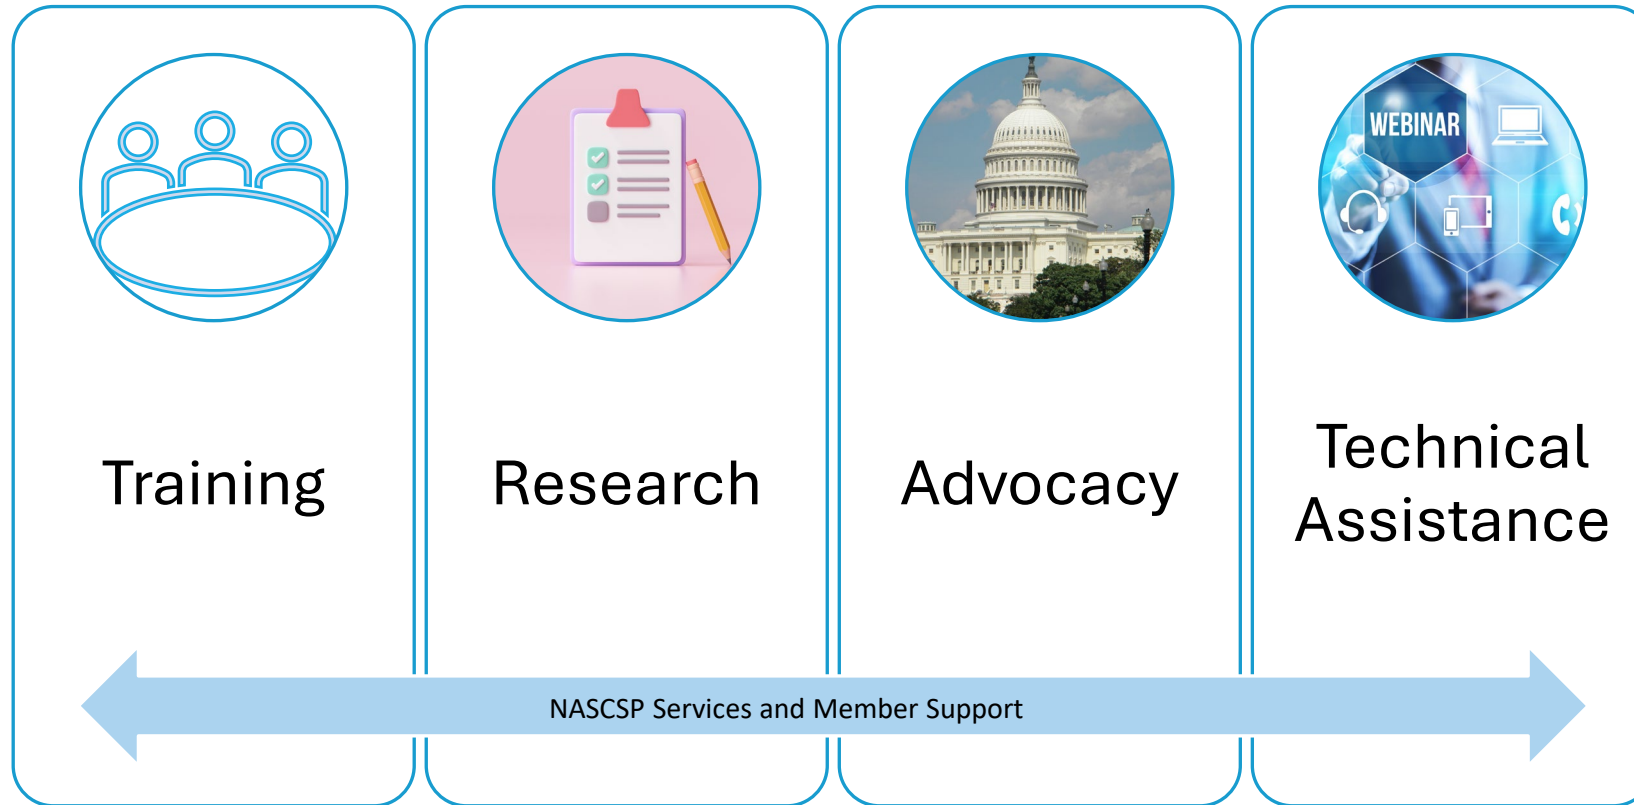 WEBINAR
Training
Research
Advocacy
Technical
Assistance
NASCSP Services and Member Support